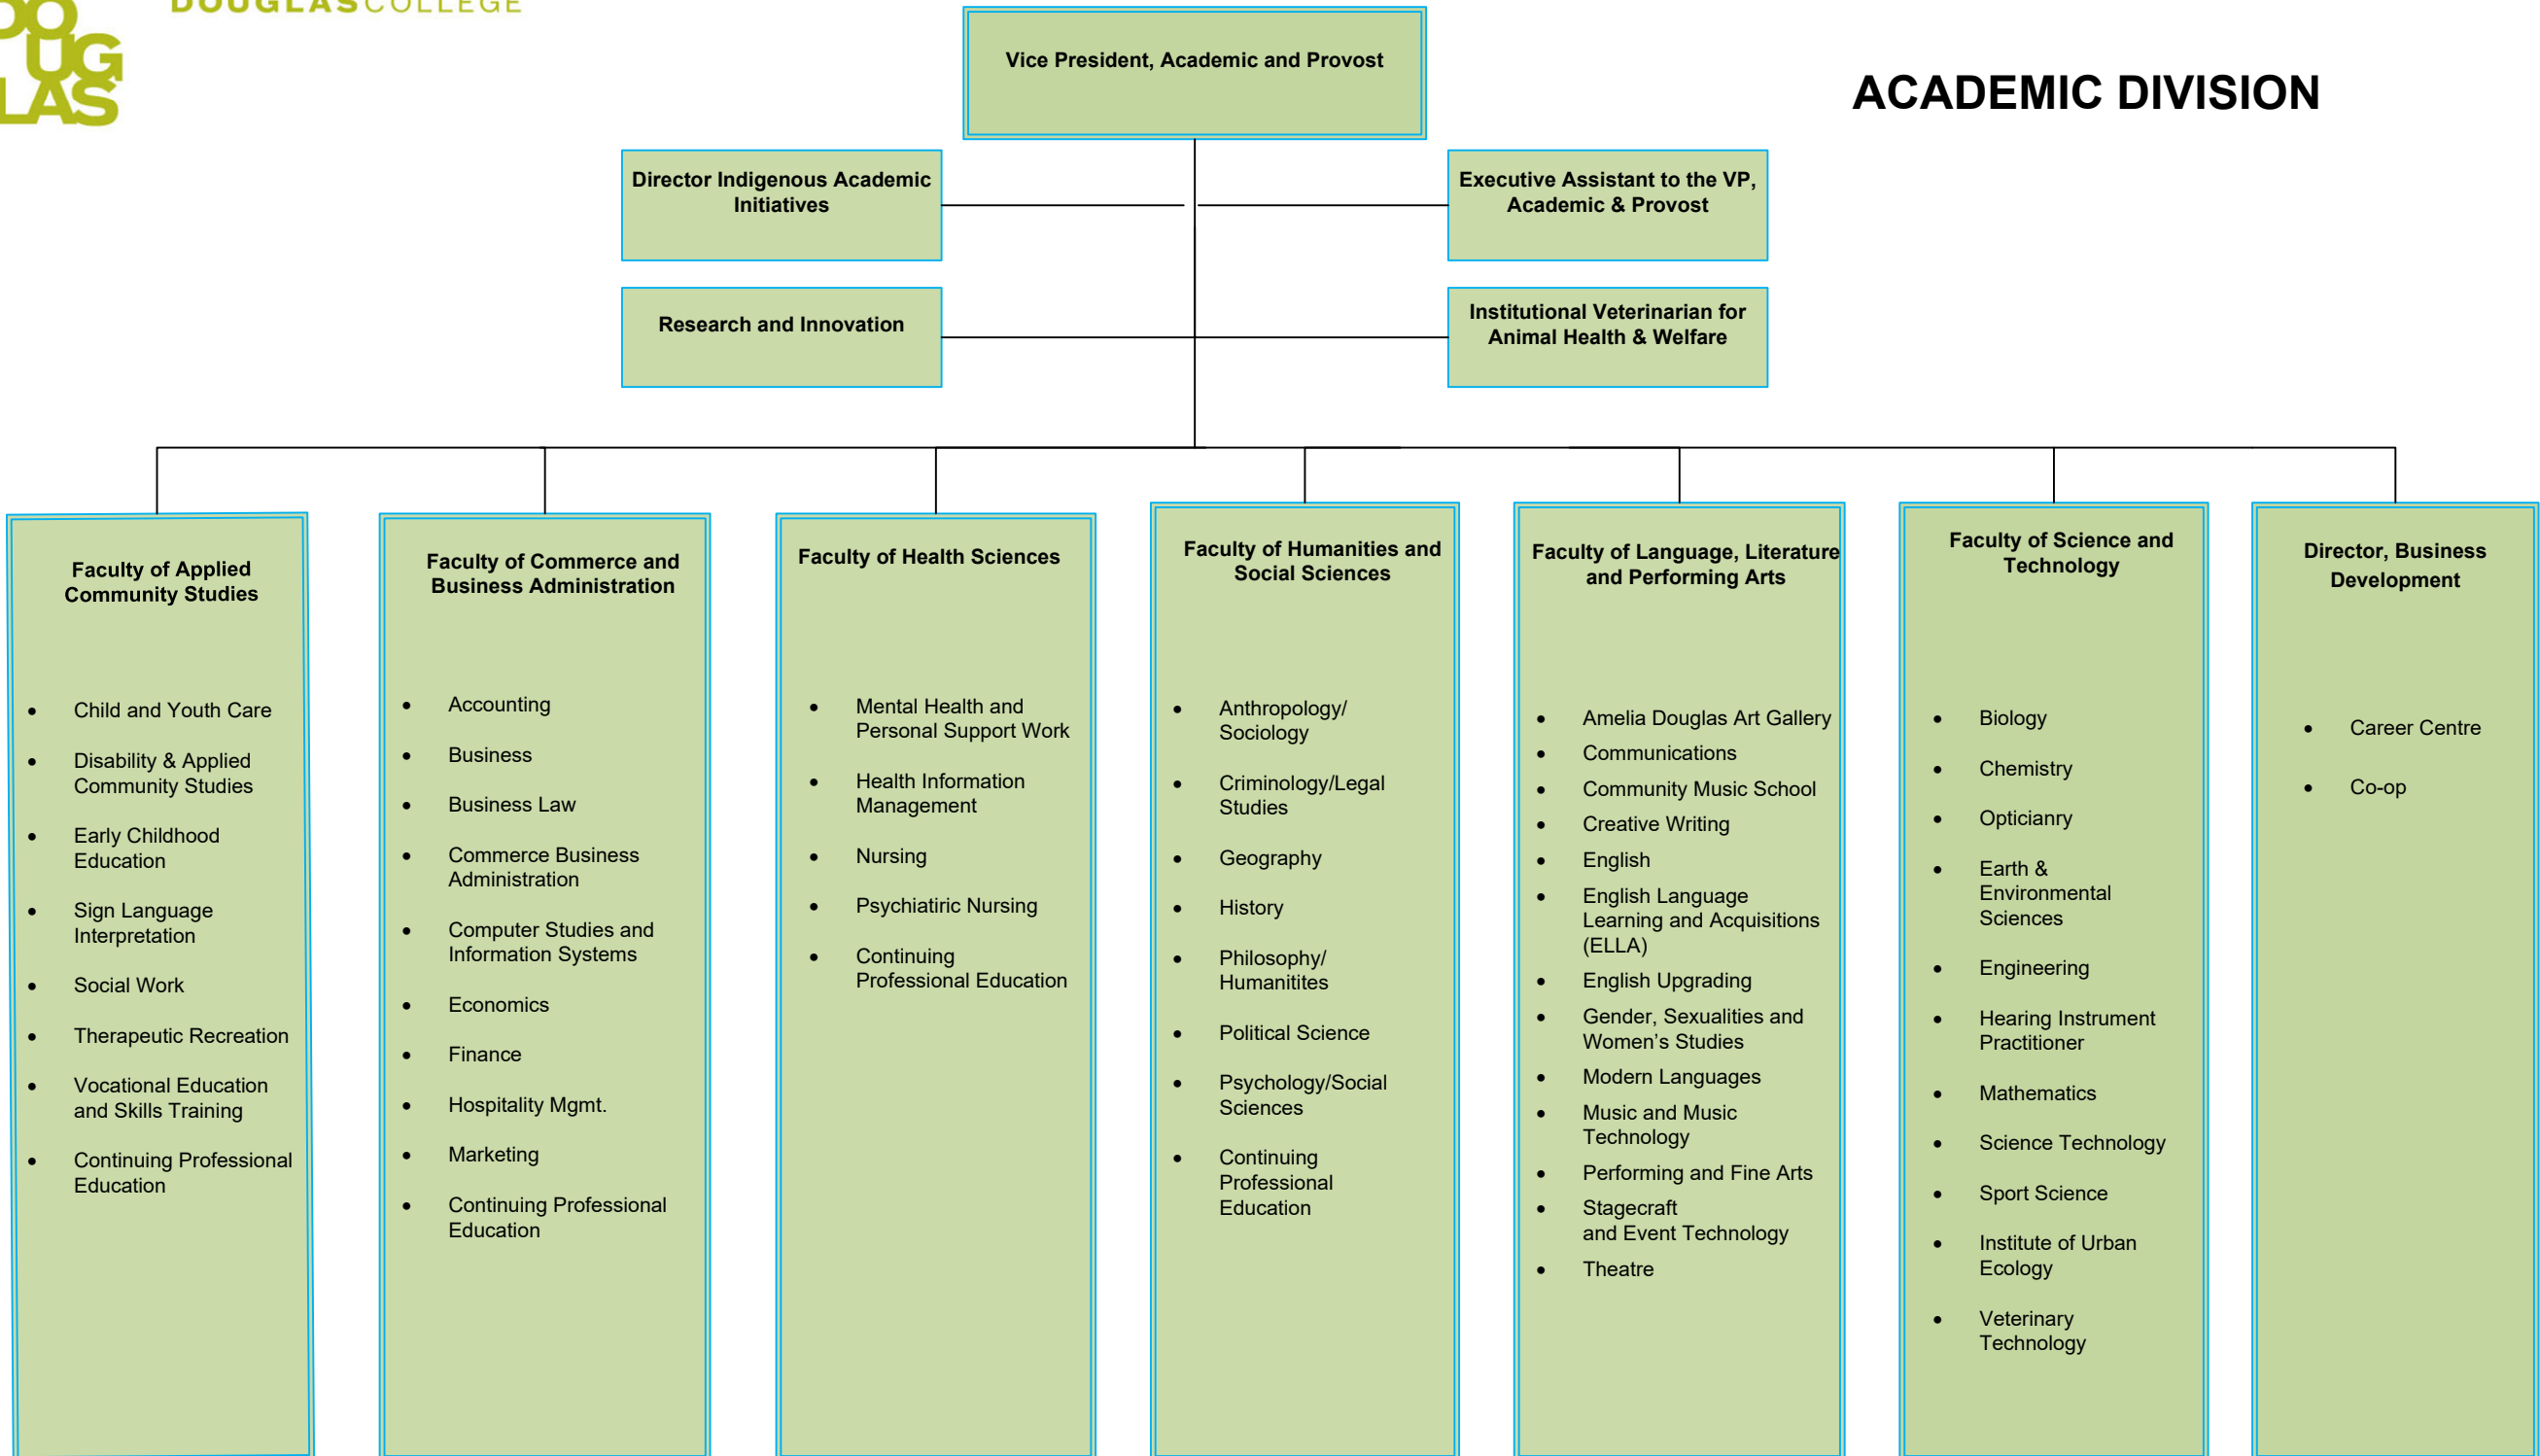 DOUGLASCOLLEGE
DO
UG
LAS
Vice President, Academic and Provost
ACADEMIC DIVISION
Director Indigenous Academic
Initiatives
Executive Assistant to the VP,
Academic & Provost
Research and Innovation
Institutional Veterinarian for
Animal Health & Welfare
Faculty of Applied
Community Studies
• Child and Youth Care
• Disability & Applied
Community Studies
• Early Childhood
Education
• Sign Language
Interpretation
• Social Work
• Therapeutic Recreation
• Vocational Education
and Skills Training
• Continuing Professional
Education
Faculty of Commerce and
Business Administration
• Accounting
• Business
• Business Law
• Commerce Business
Administration
• Computer Studies and
Information Systems
• Economics
• Finance
• Hospitality Mgmt.
• Marketing
• Continuing Professional
Education
Faculty of Health Sciences
• Mental Health and
Personal Support Work
• Health Information
Management
• Nursing
• Psychiatiric Nursing
• Continuing
Professional Education
Faculty of Humanities and
Social Sciences
• Anthropology/
Sociology
• Criminology/Legal
Studies
• Geography
• History
• Philosophy/
Humanitites
• Political Science
• Psychology/Social
Sciences
• Continuing
Professional
Education
Faculty of Language, Literature
and Performing Arts
• Amelia Douglas Art Gallery
• Communications
• Community Music School
• Creative Writing
• English
• English Language
Learning and Acquisitions
(ELLA)
• English Upgrading
• Gender, Sexualities and
Women’s Studies
• Modern Languages
• Music and Music
Technology
• Performing and Fine Arts
• Stagecraft
and Event Technology
• Theatre
Faculty of Science and
Technology
• Biology
• Chemistry
• Opticianry
• Earth &
Environmental
Sciences
• Engineering
• Hearing Instrument
Practitioner
• Mathematics
• Science Technology
• Sport Science
• Institute of Urban
Ecology
• Veterinary
Technology
Director, Business
Development
• Career Centre
• Co-op